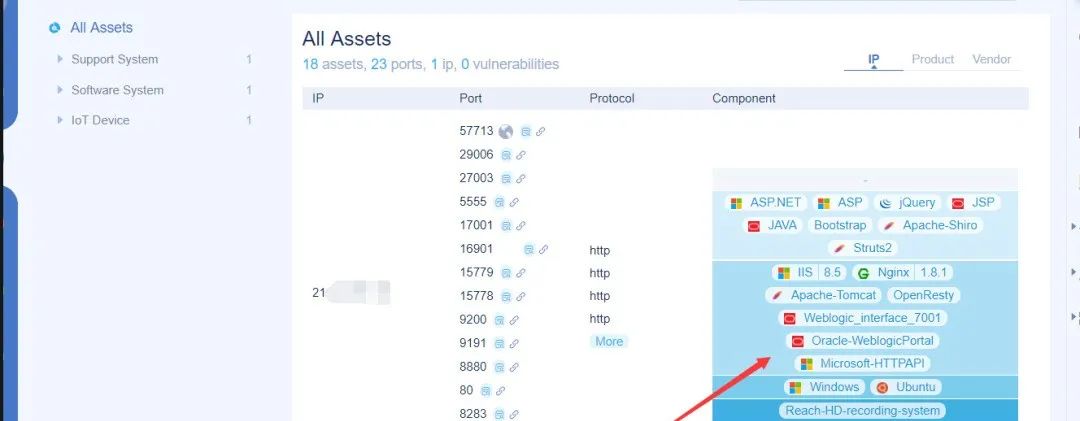 All Assets
Support System 1
Software System 1
IoT Device 1
All Assets
18 assets, 23 ports, 1 ip, 0 vulnerabilities
IP Product Vendor
IP Port Protocol Component
57713
29006
27003
5555
17001
16901 http
15779 http
15778 http
9200 http
9191 More
8880
80
8283
21
-
ASP.NET ASP jQuery JSP
JAVA Bootstrap Apache-Shiro
Struts2
IIS 8.5 Nginx 1.8.1
Apache-Tomcat OpenResty
Weblogic_interface_7001
Oracle-WeblogicPortal
Microsoft-HTTPAPI
Windows Ubuntu
Reach-HD-recording-system